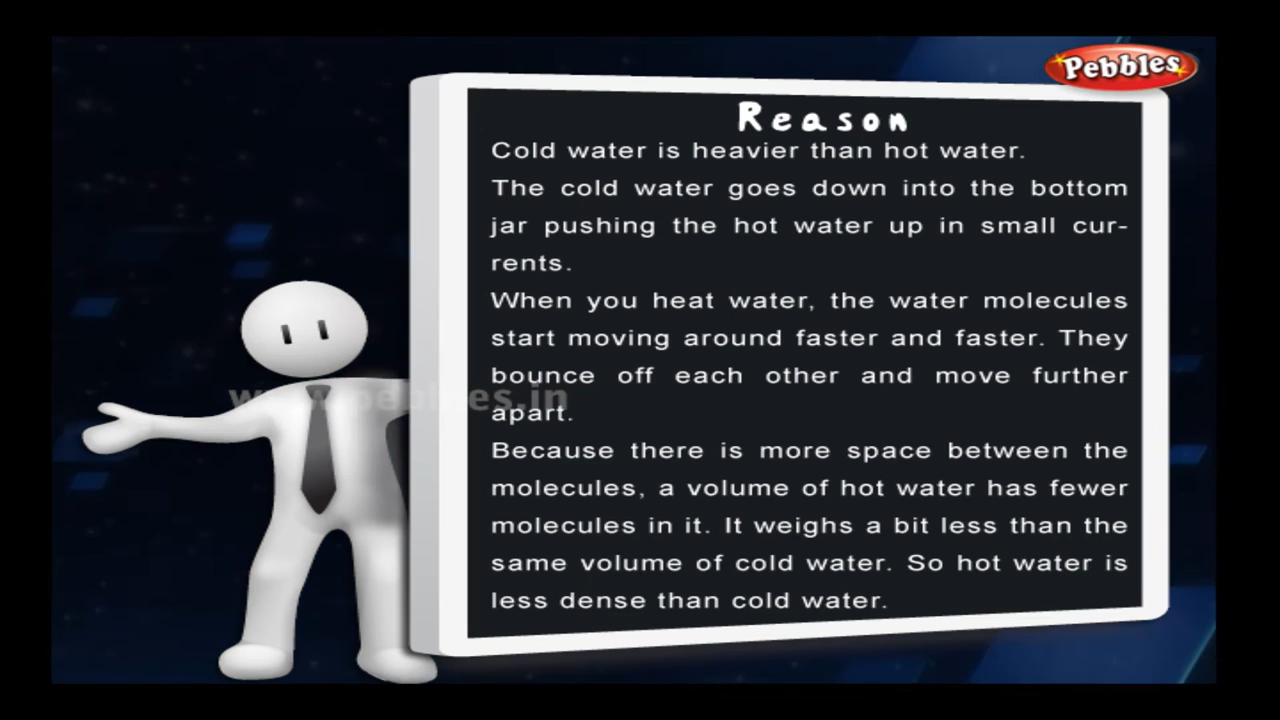 Pebbles
Reason
Cold water is heavier than hot water.
The cold water goes down into the bottom
jar pushing the hot water up in small cur-
rents.
When you heat water, the water molecules
start moving around faster and faster. They
bounce off each other and move further
www.pebbles.in
apart.
Because there is more space between the
molecules, a volume of hot water has fewer
molecules in it. It weighs a bit less than the
same volume of cold water. So hot water is
less dense than cold water.